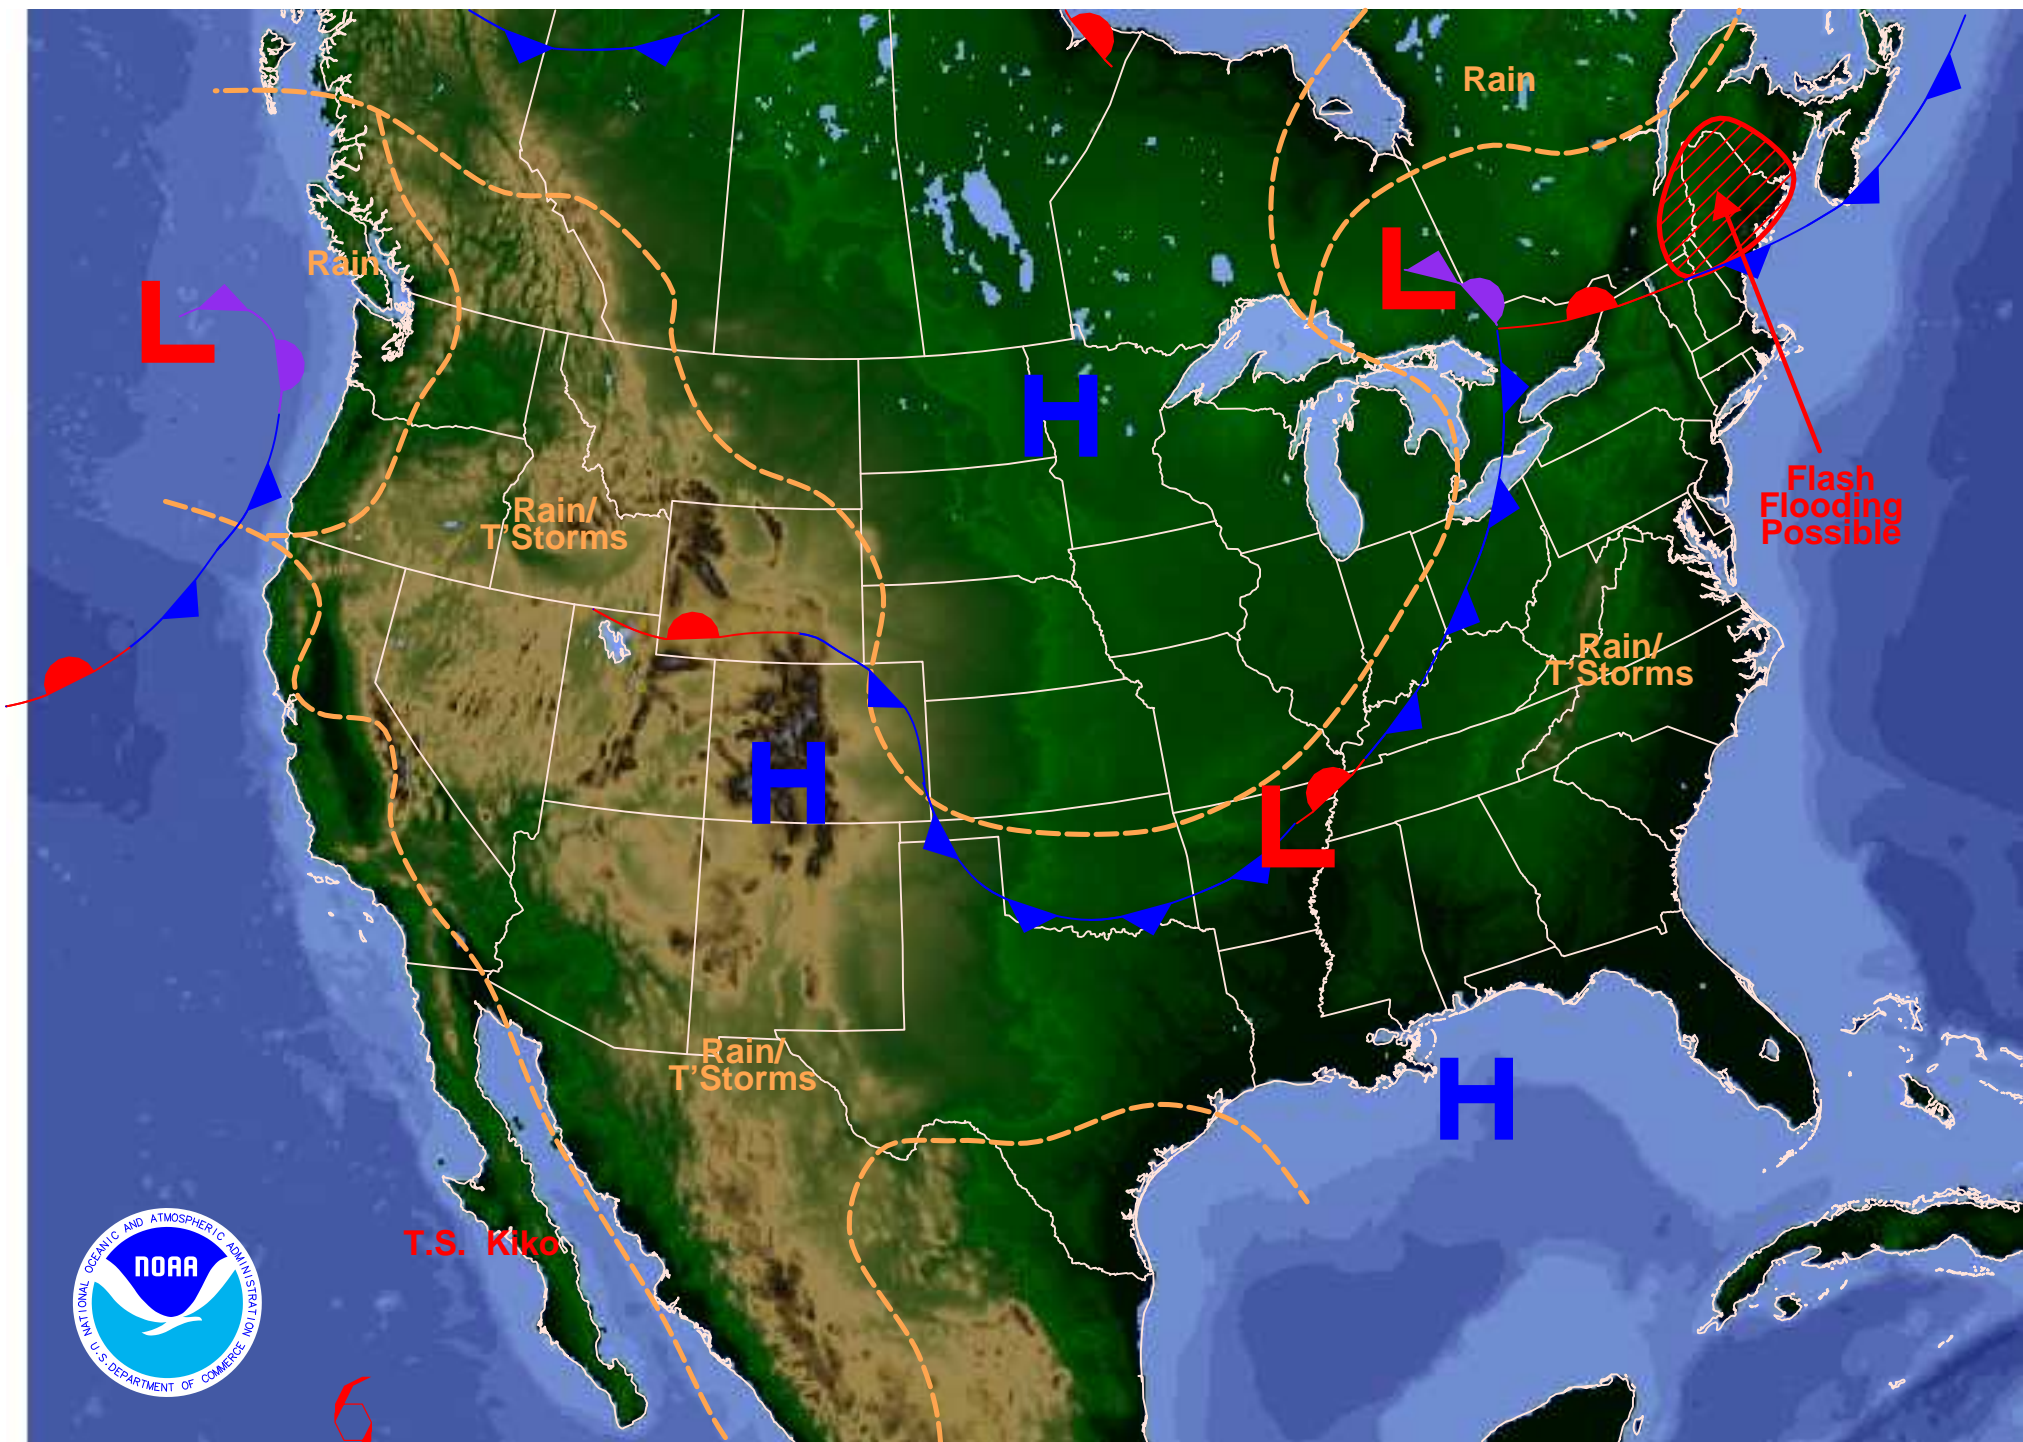 Rain
Rain
L
L
Flash
Flooding
Possible
H
Rain/
T'Storms
Rain/
T'Storms
H
L
Rain/
T'Storms
H
T.S. Kiko
NATIONAL OCEANIC AND ATMOSPHERIC ADMINISTRATION
NOAA
U.S. DEPARTMENT OF COMMERCE